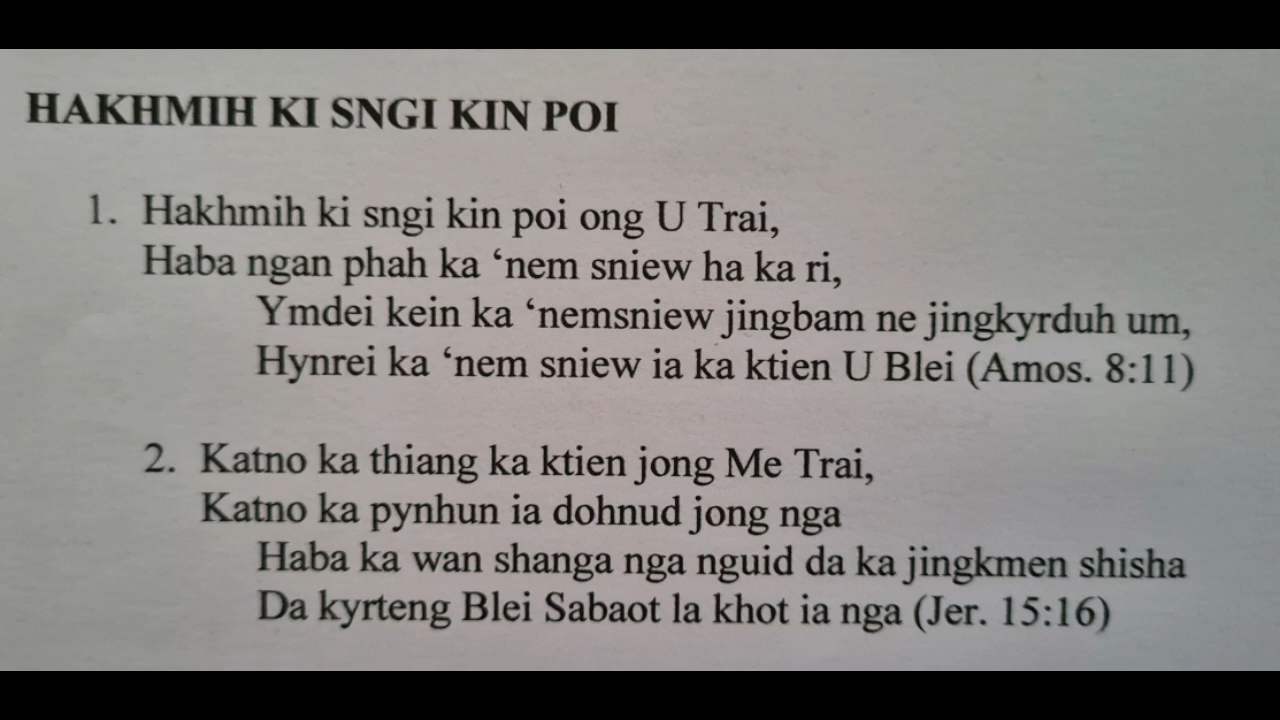 HAKHMIH KI SNGI KIN POI
1. Hakhmih ki sngi kin poi ong U Trai,
Haba ngan phah ka ‘nem sniew ha ka ri,
Ymdei kein ka ‘nemsniew jingbam ne jingkyrduh um,
Hynrei ka ‘nem sniew ia ka ktien U Blei (Amos. 8:11)
2. Katno ka thiang ka ktien jong Me Trai,
Katno ka pynhun ia dohnud jong nga
Haba ka wan shanga nga nguid da ka jingkmen shisha
Da kyrteng Blei Sabaot la khot ia nga (Jer. 15:16)